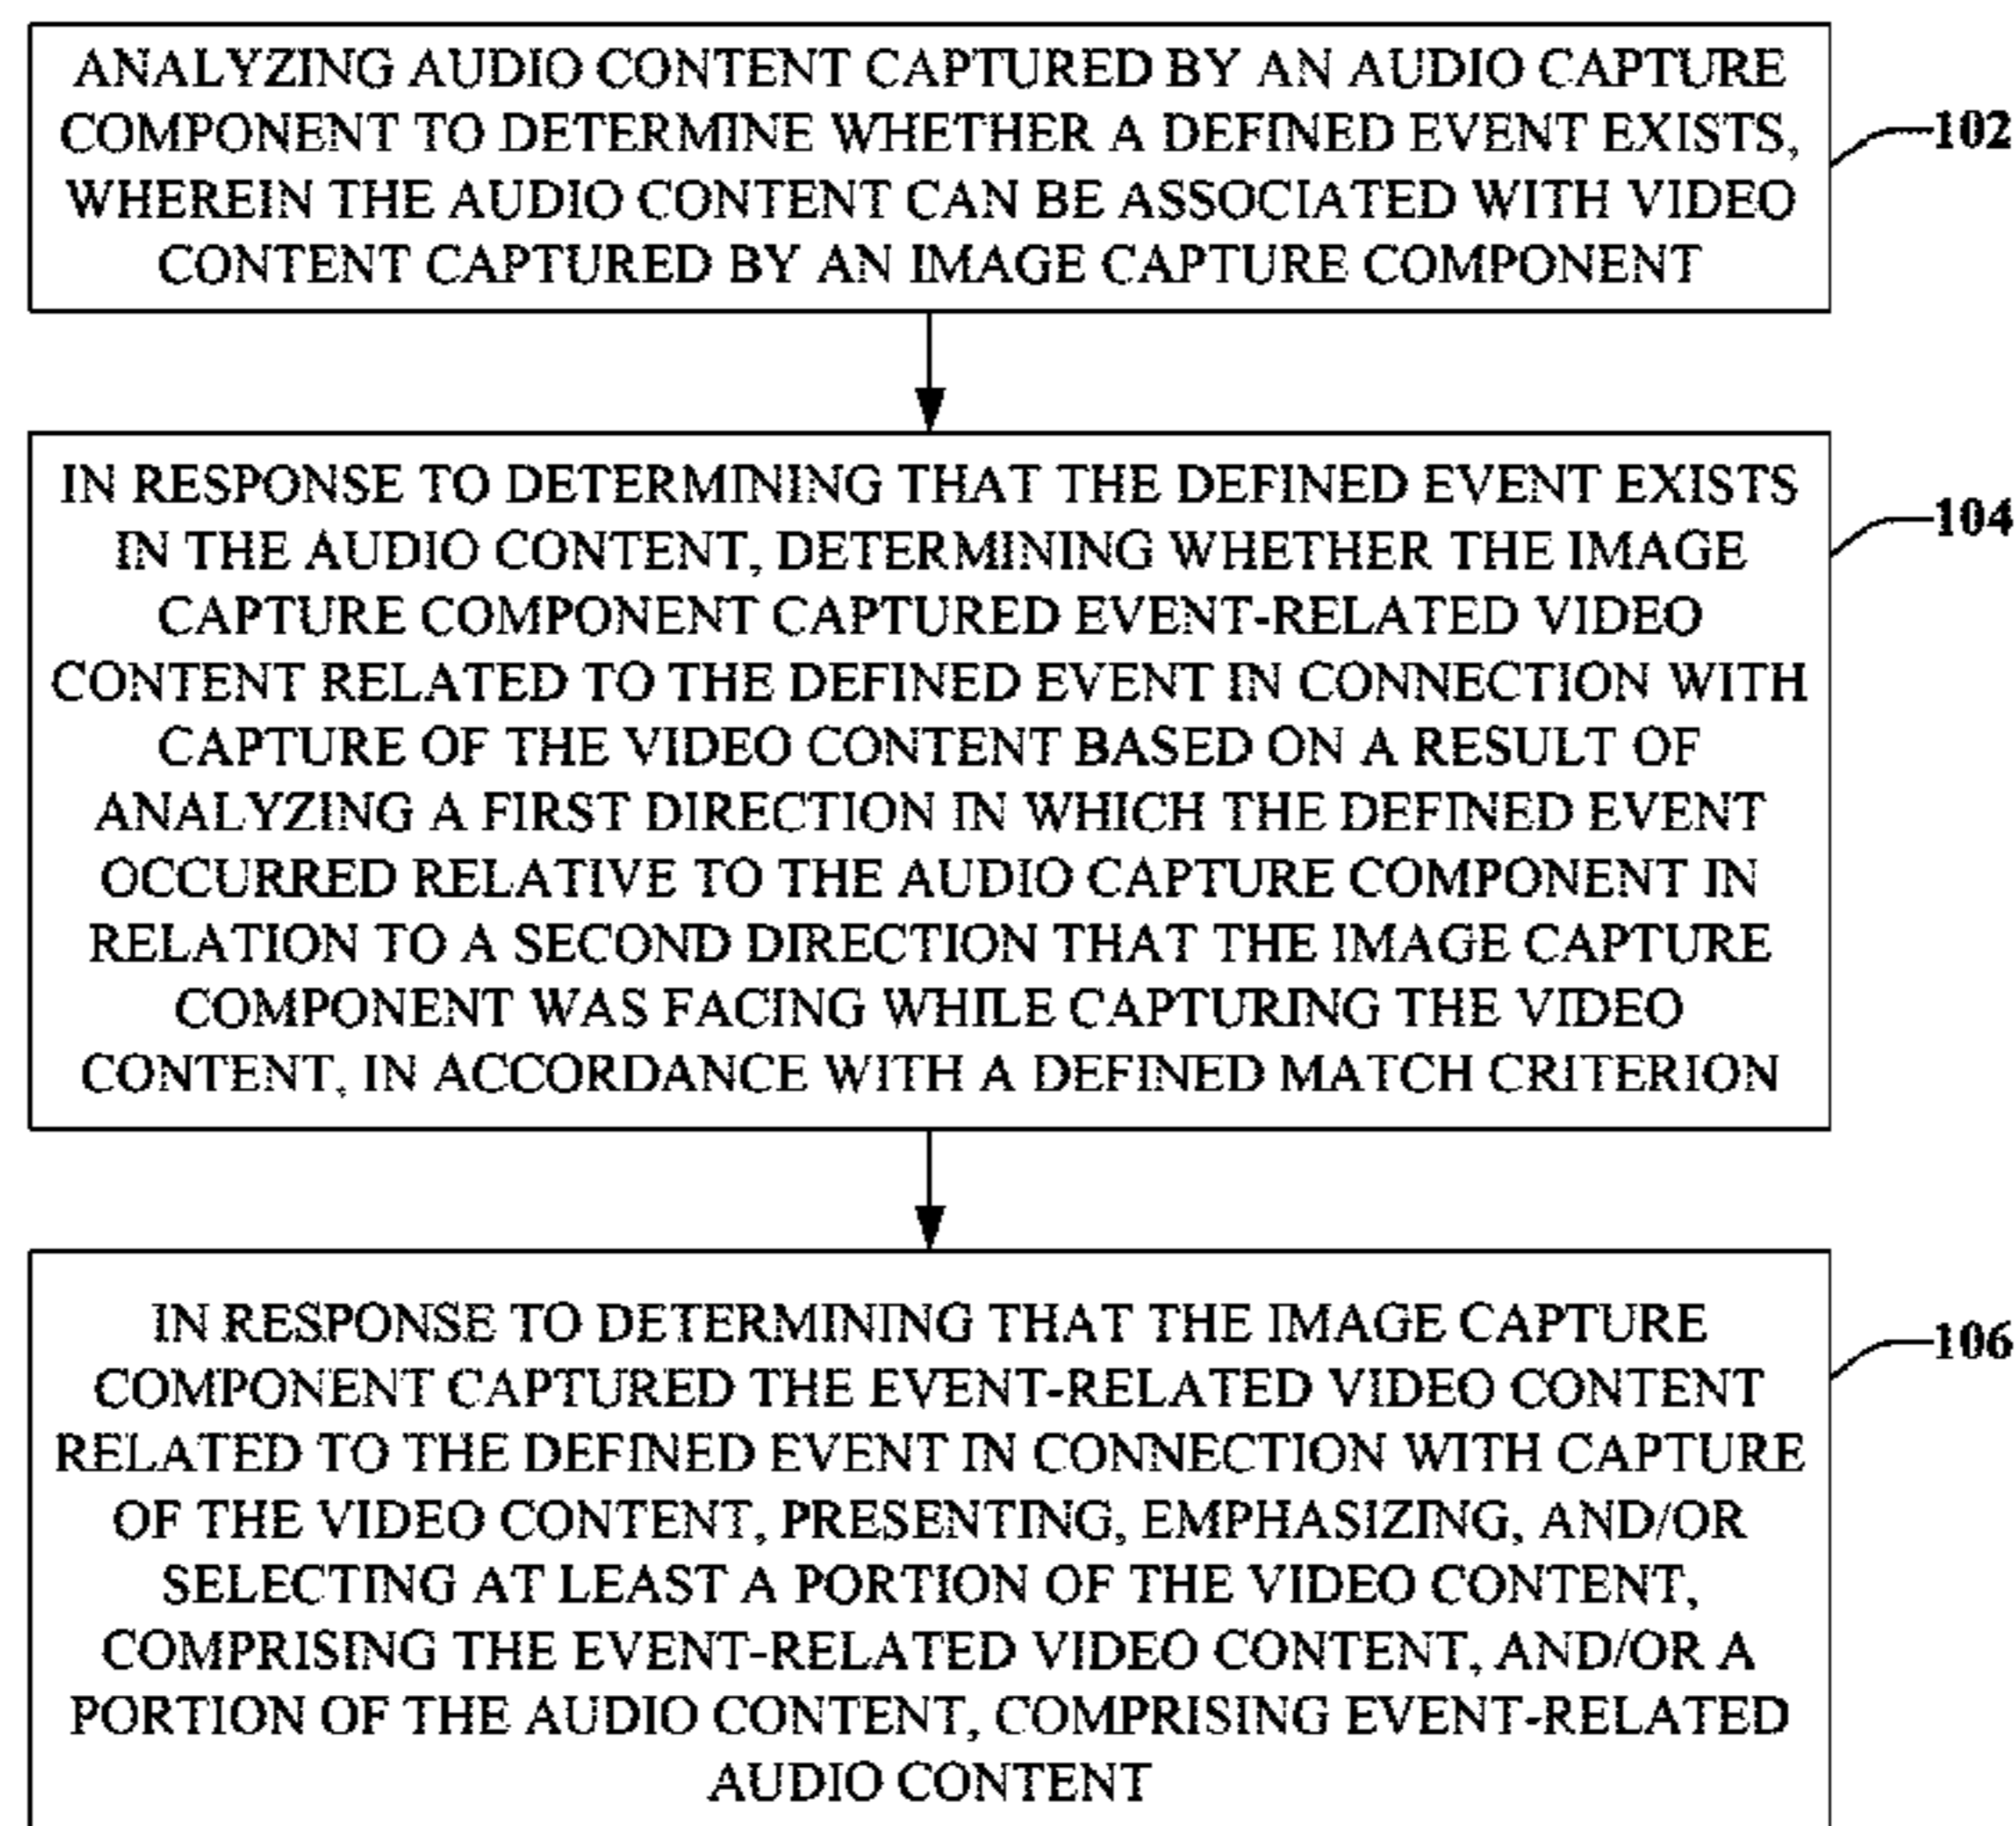 ANALYZING AUDIO CONTENT CAPTURED BY AN AUDIO CAPTURE
COMPONENT TO DETERMINE WHETHER A DEFINED EVENT EXISTS,
WHEREIN THE AUDIO CONTENT CAN BE ASSOCIATED WITH VIDEO
CONTENT CAPTURED BY AN IMAGE CAPTURE COMPONENT
102
IN RESPONSE TO DETERMINING THAT THE DEFINED EVENT EXISTS
IN THE AUDIO CONTENT, DETERMINING WHETHER THE IMAGE
CAPTURE COMPONENT CAPTURED EVENT-RELATED VIDEO
CONTENT RELATED TO THE DEFINED EVENT IN CONNECTION WITH
CAPTURE OF THE VIDEO CONTENT BASED ON A RESULT OF
ANALYZING A FIRST DIRECTION IN WHICH THE DEFINED EVENT
OCCURRED RELATIVE TO THE AUDIO CAPTURE COMPONENT IN
RELATION TO A SECOND DIRECTION THAT THE IMAGE CAPTURE
COMPONENT WAS FACING WHILE CAPTURING THE VIDEO
CONTENT, IN ACCORDANCE WITH A DEFINED MATCH CRITERION
104
IN RESPONSE TO DETERMINING THAT THE IMAGE CAPTURE
COMPONENT CAPTURED THE EVENT-RELATED VIDEO CONTENT
RELATED TO THE DEFINED EVENT IN CONNECTION WITH CAPTURE
OF THE VIDEO CONTENT, PRESENTING, EMPHASIZING, AND/OR
SELECTING AT LEAST A PORTION OF THE VIDEO CONTENT,
COMPRISING THE EVENT-RELATED VIDEO CONTENT, AND/OR A
PORTION OF THE AUDIO CONTENT, COMPRISING EVENT-RELATED
AUDIO CONTENT
106